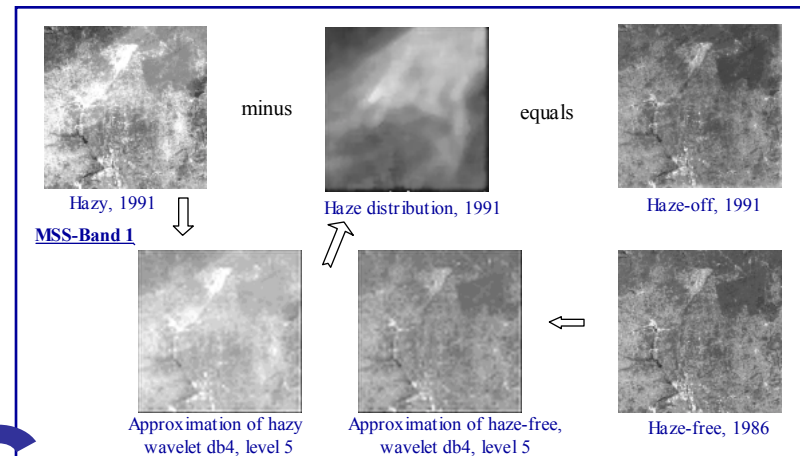 minus
equals
Hazy, 1991
Haze distribution, 1991
Haze-off, 1991
MSS-Band 1
Approximation of hazy
wavelet db4, level 5
Approximation of haze-free,
wavelet db4, level 5
Haze-free, 1986